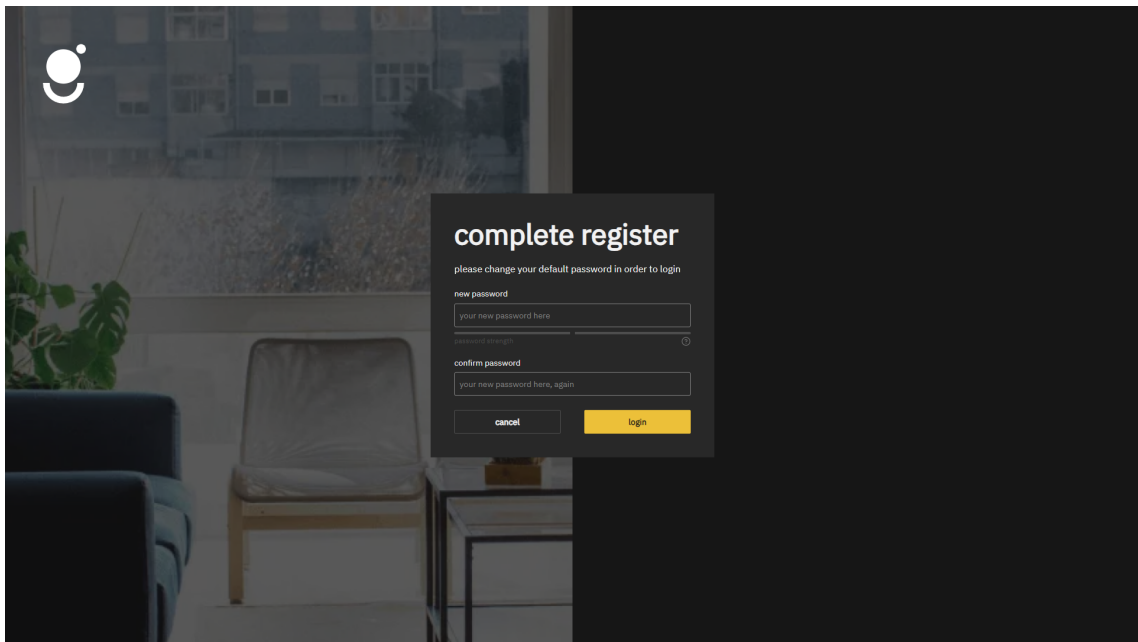 complete register
please change your default password in order to login
new password
your new password here
password strength
confirm password
your new password here, again
cancel
login